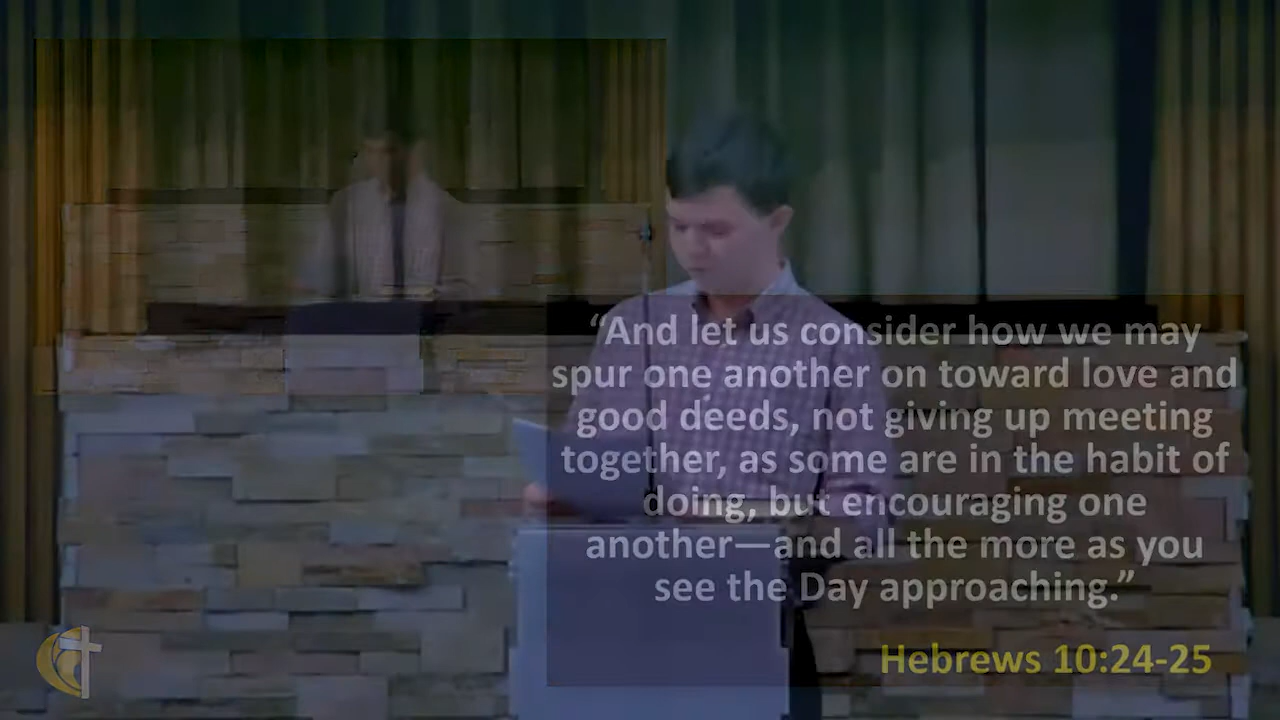 “And let us consider how we may
spur one another on toward love and
good deeds, not giving up meeting
together, as some are in the habit of
doing, but encouraging one
another—and all the more as you
see the Day approaching.”
Hebrews 10:24-25